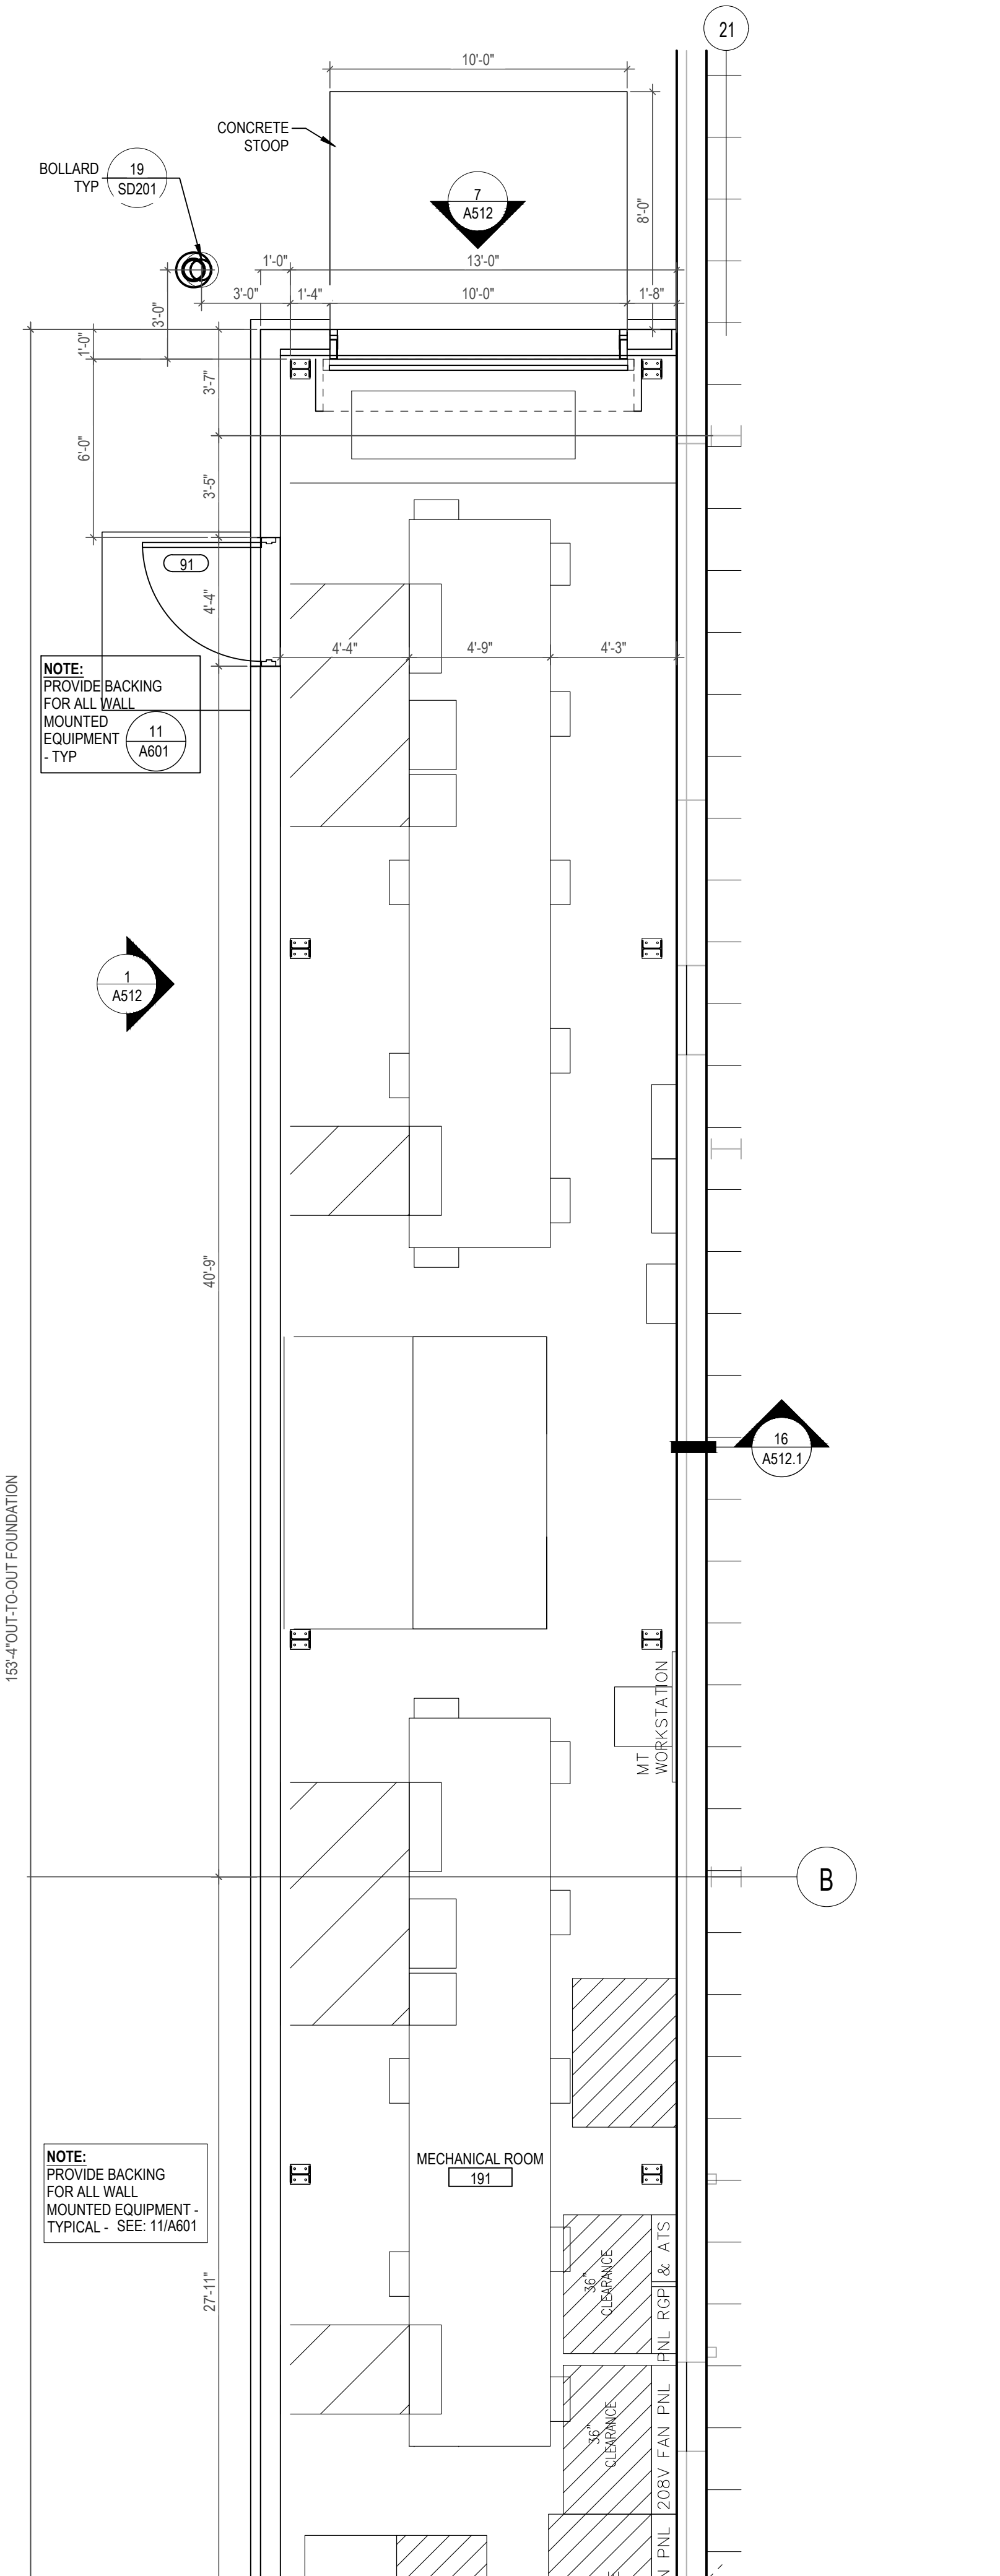 21
10'-0"
CONCRETE
STOOP
BOLLARD
TYP
19
SD201
7
A512
8'-0"
1'-0"
13'-0"
3'-0"
1'-4"
10'-0"
1'-8"
3'-0"
1'-0"
3'-7"
6'-0"
3'-5"
91
4'-4"
4'-4"
4'-9"
4'-3"
NOTE:
PROVIDE BACKING
FOR ALL WALL
MOUNTED
EQUIPMENT
- TYP
11
A601
1
A512
40'-9"
16
A512.1
153'-4"OUT-TO-OUT FOUNDATION
MT
WORKSTATION
B
MECHANICAL ROOM
191
NOTE:
PROVIDE BACKING
FOR ALL WALL
MOUNTED EQUIPMENT -
TYPICAL - SEE: 11/A601
27'-11"
36"
CLEARANCE
PNL RGP & ATS
36"
CLEARANCE
208V FAN PNL
PNL